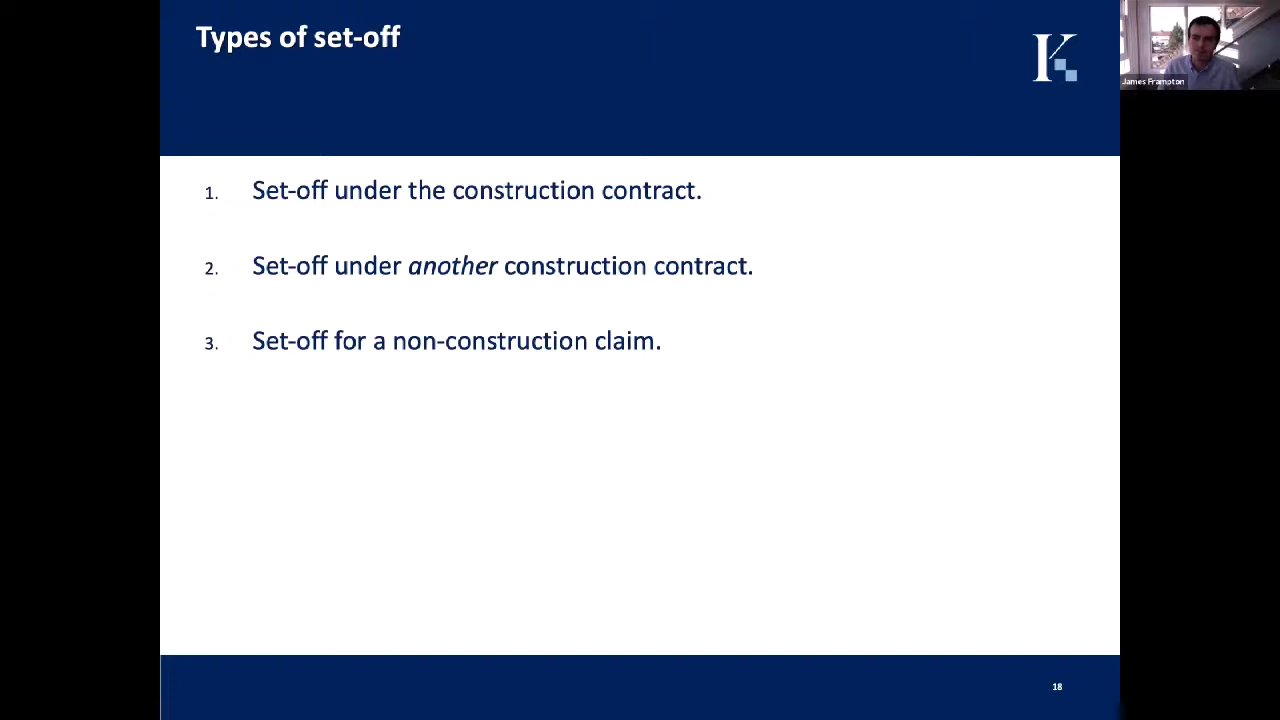 Types of set-off
K
James Frampton
1. Set-off under the construction contract.
2. Set-off under another construction contract.
3. Set-off for a non-construction claim.
18